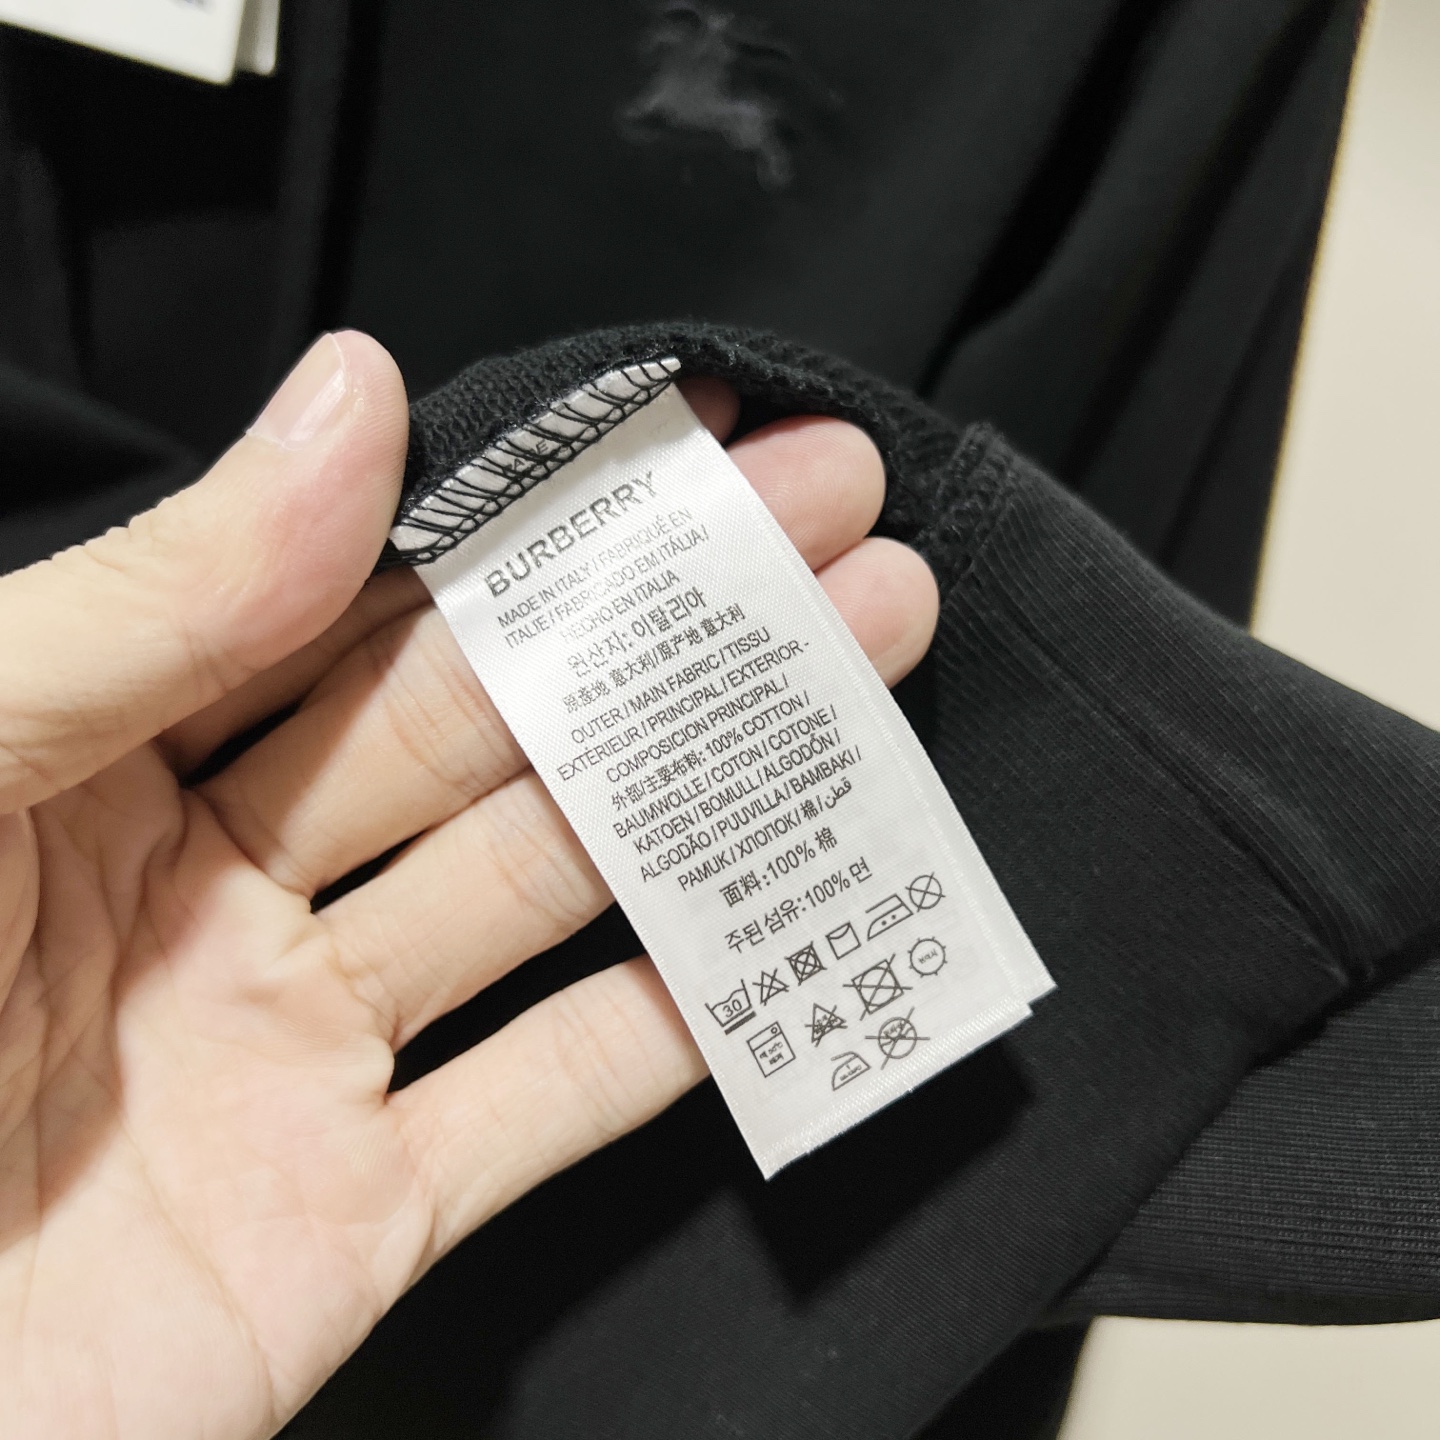 BURBERRY
MADE IN ITALY / FABRIQUÉ EN
ITALIE / FABRICADO EM ITÁLIA /
HECHO EN ITALIA
원산지: 이탈리아
原產地 意大利/原产地 意大利
OUTER / MAIN FABRIC / TISSU
EXTÉRIEUR / PRINCIPAL / EXTERIOR -
COMPOSICION PRINCIPAL /
外部/主要布料: 100% COTTON /
BAUMWOLLE / COTON / COTONE /
KATOEN / BOMULL / ALGODÓN /
ALGODÃO / PUUVILLA / BAMBAKI /
PAMUK / ХЛОПОК / 棉 / قطن
面料:100% 棉
주된 섬유:100% 면
30